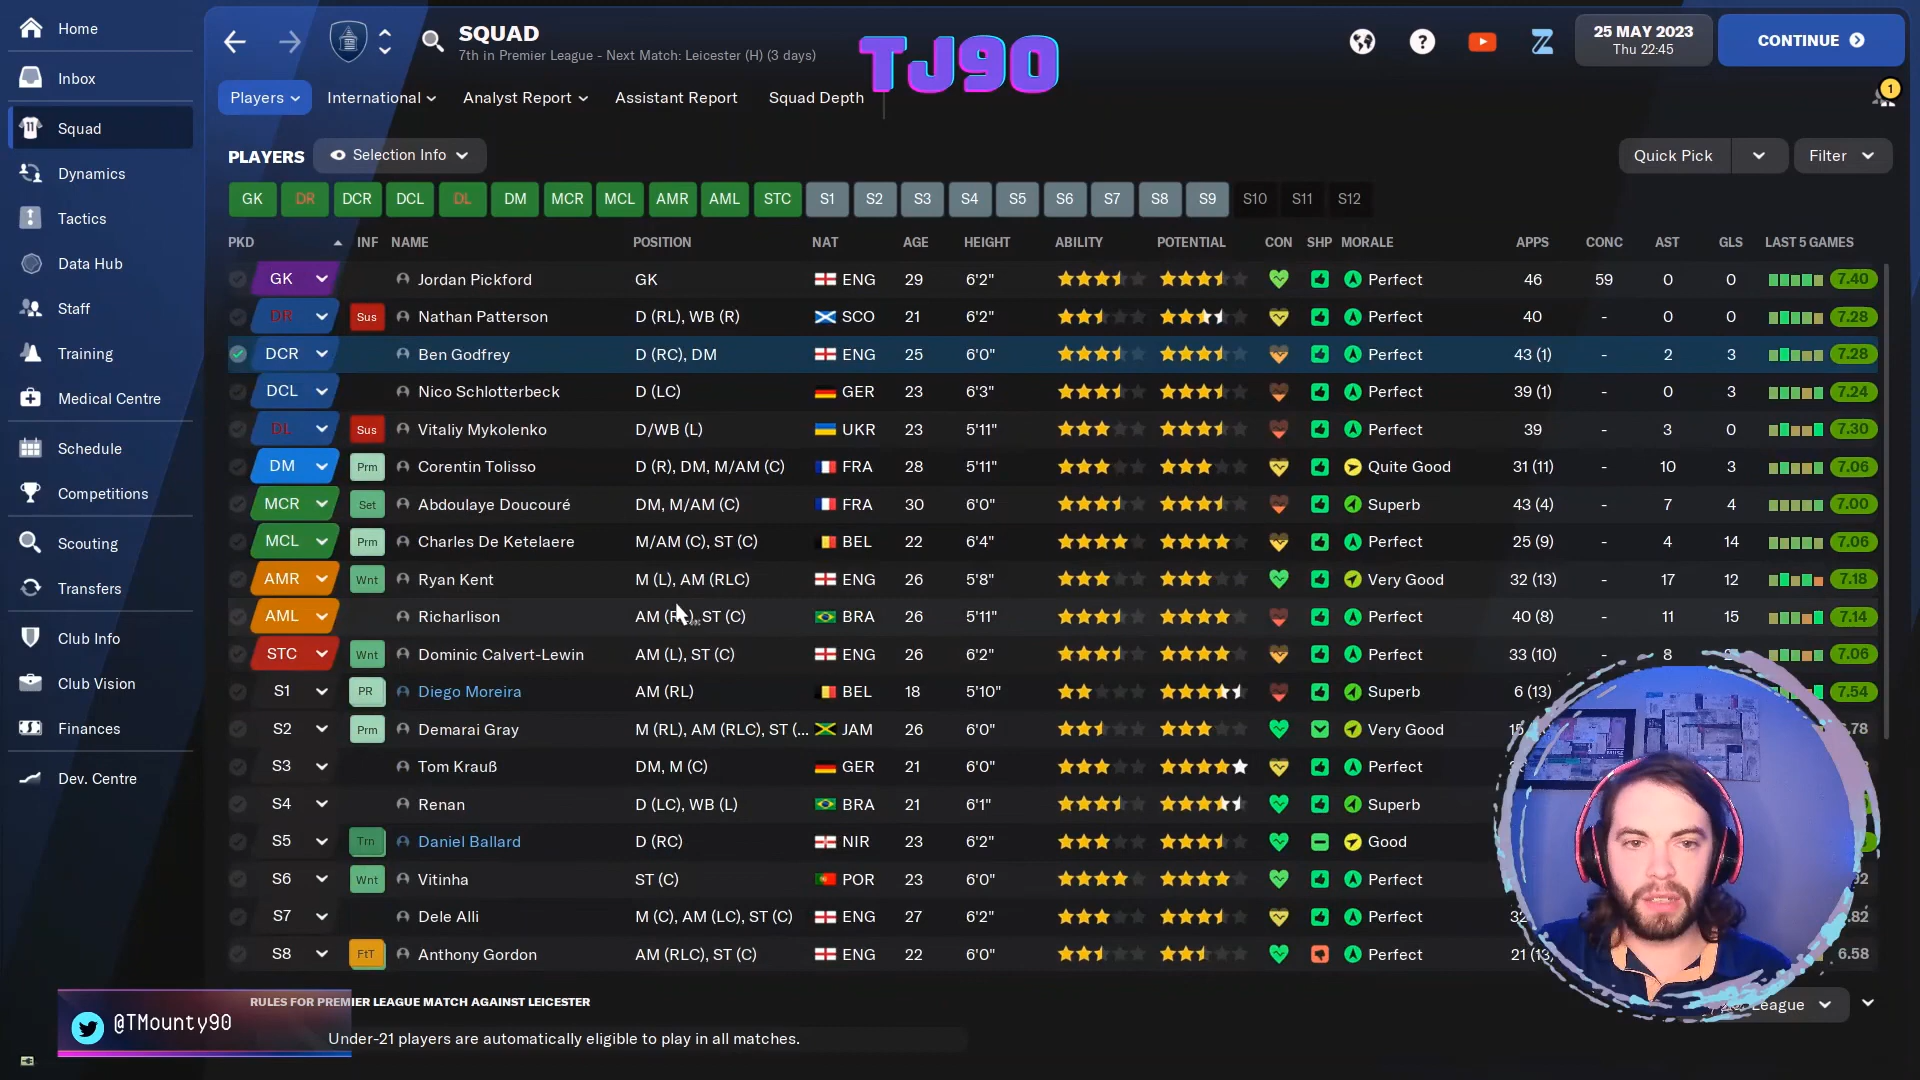 Home
Inbox
Squad
Dynamics
Tactics
Data Hub
Staff
Training
Medical Centre
Schedule
Competitions
Scouting
Transfers
Club Info
Club Vision
Finances
Dev. Centre
SQUAD
7th in Premier League - Next Match: Leicester (H) (3 days)
TJ90
25 MAY 2023
Thu 22:45
CONTINUE
Players International Analyst Report Assistant Report Squad Depth
1
PLAYERS Selection Info Quick Pick Filter
GK DR DCR DCL DL DM MCR MCL AMR AML STC S1 S2 S3 S4 S5 S6 S7 S8 S9 S10 S11 S12
PKD INF NAME POSITION NAT AGE HEIGHT ABILITY POTENTIAL CON SHP MORALE APPS CONC AST GLS LAST 5 GAMES
GK Jordan Pickford GK ENG 29 6'2" Perfect 46 59 0 0 7.40
DR Sus Nathan Patterson D (RL), WB (R) SCO 21 6'2" Perfect 40 - 0 0 7.28
DCR Ben Godfrey D (RC), DM ENG 25 6'0" Perfect 43 (1) - 2 3 7.28
DCL Nico Schlotterbeck D (LC) GER 23 6'3" Perfect 39 (1) - 0 3 7.24
DL Sus Vitaliy Mykolenko D/WB (L) UKR 23 5'11" Perfect 39 - 3 0 7.30
DM Prm Corentin Tolisso D (R), DM, M/AM (C) FRA 28 5'11" Quite Good 31 (11) - 10 3 7.06
MCR Set Abdoulaye Doucouré DM, M/AM (C) FRA 30 6'0" Superb 43 (4) - 7 4 7.00
MCL Prm Charles De Ketelaere M/AM (C), ST (C) BEL 22 6'4" Perfect 25 (9) - 4 14 7.06
AMR Wnt Ryan Kent M (L), AM (RLC) ENG 26 5'8" Very Good 32 (13) - 17 12 7.18
AML Richarlison AM ST (C) BRA 26 5'11" Perfect 40 (8) - 11 15 7.14
STC Wnt Dominic Calvert-Lewin AM (L), ST (C) ENG 26 6'2" Perfect 33 (10) - 8 7.06
S1 PR Diego Moreira AM (RL) BEL 18 5'10" Superb 6 (13) 7.54
S2 Prm Demarai Gray M (RL), AM (RLC), ST (... JAM 26 6'0" Very Good .78
S3 Tom Krauß DM, M (C) GER 21 6'0" Perfect
S4 Renan D (LC), WB (L) BRA 21 6'1" Superb
S5 Trn Daniel Ballard D (RC) NIR 23 6'2" Good
S6 Wnt Vitinha ST (C) POR 23 6'0" Perfect
S7 Dele Alli M (C), AM (LC), ST (C) ENG 27 6'2" Perfect .82
S8 FtT Anthony Gordon AM (RLC), ST (C) ENG 22 6'0" Perfect 21 (13) 6.58
RULES FOR PREMIER LEAGUE MATCH AGAINST LEICESTER
League
Under-21 players are automatically eligible to play in all matches.
@TMounty90